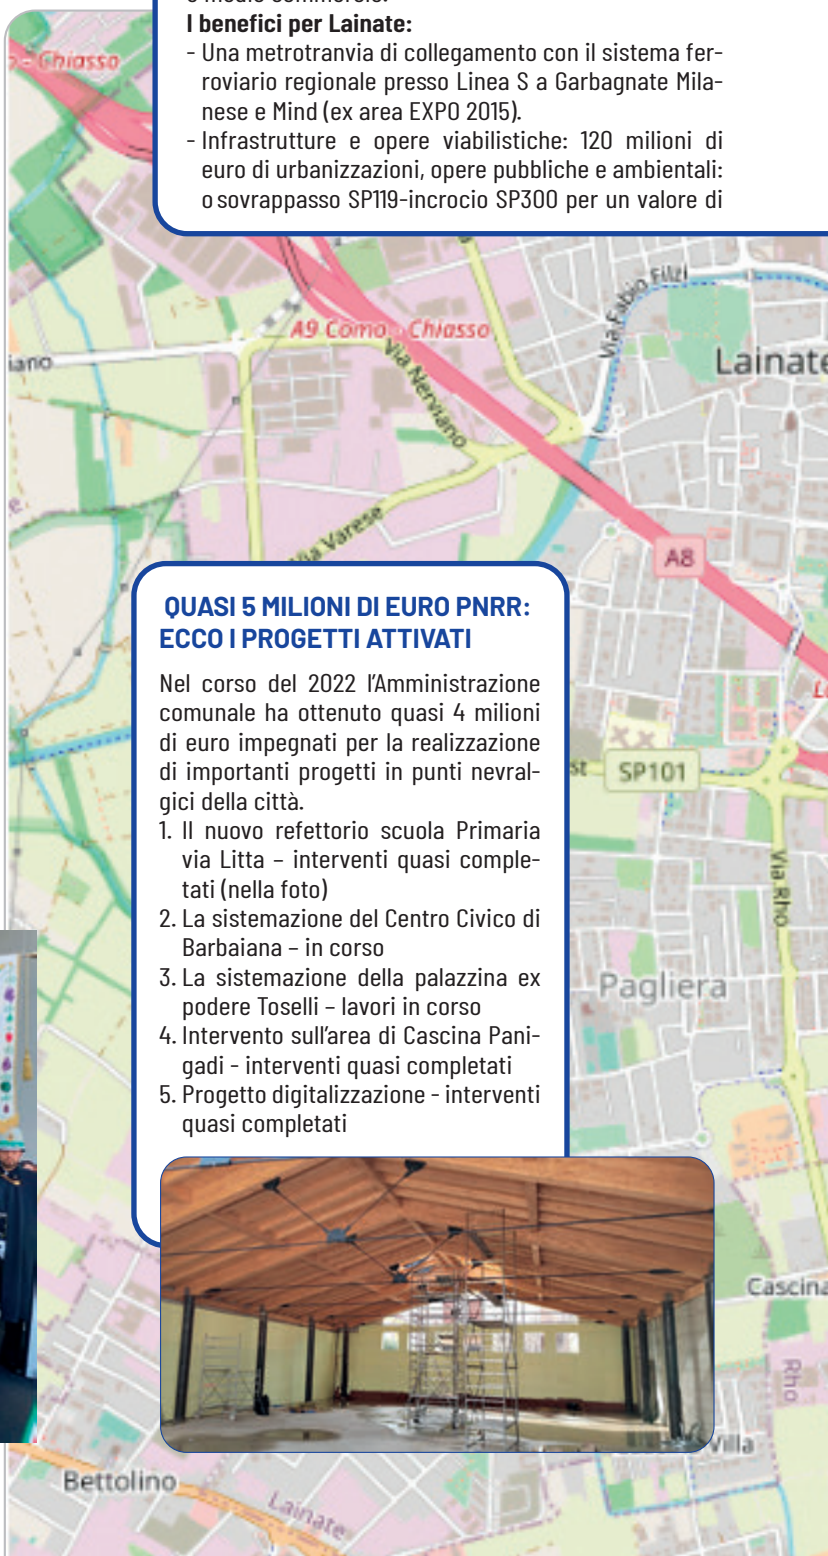 I benefici per Lainate:
- Una metrotranvia di collegamento con il sistema fer-
roviario regionale presso Linea S a Garbagnate Mila-
nese e Mind (ex area EXPO 2015).
- Infrastrutture e opere viabilistiche: 120 milioni di
euro di urbanizzazioni, opere pubbliche e ambientali:
o sovrappasso SP119-incrocio SP300 per un valore di
- Chiasso
Via Fabio Filzi
A9 Como - Chiasso
Lainate
iano
Via Nerviano
Via Varese
A8
QUASI 5 MILIONI DI EURO PNRR:
ECCO I PROGETTI ATTIVATI
Nel corso del 2022 l'Amministrazione
comunale ha ottenuto quasi 4 milioni
di euro impegnati per la realizzazione
di importanti progetti in punti nevral-
gici della città.
1. Il nuovo refettorio scuola Primaria
via Litta – interventi quasi comple-
tati (nella foto)
2. La sistemazione del Centro Civico di
Barbaiana – in corso
3. La sistemazione della palazzina ex
podere Toselli – lavori in corso
4. Intervento sull'area di Cascina Pani-
gadi - interventi quasi completati
5. Progetto digitalizzazione - interventi
quasi completati
st
SP101
Via Rho
Pagliera
Cascina
Rho
Villa
Bettolino
Lainate